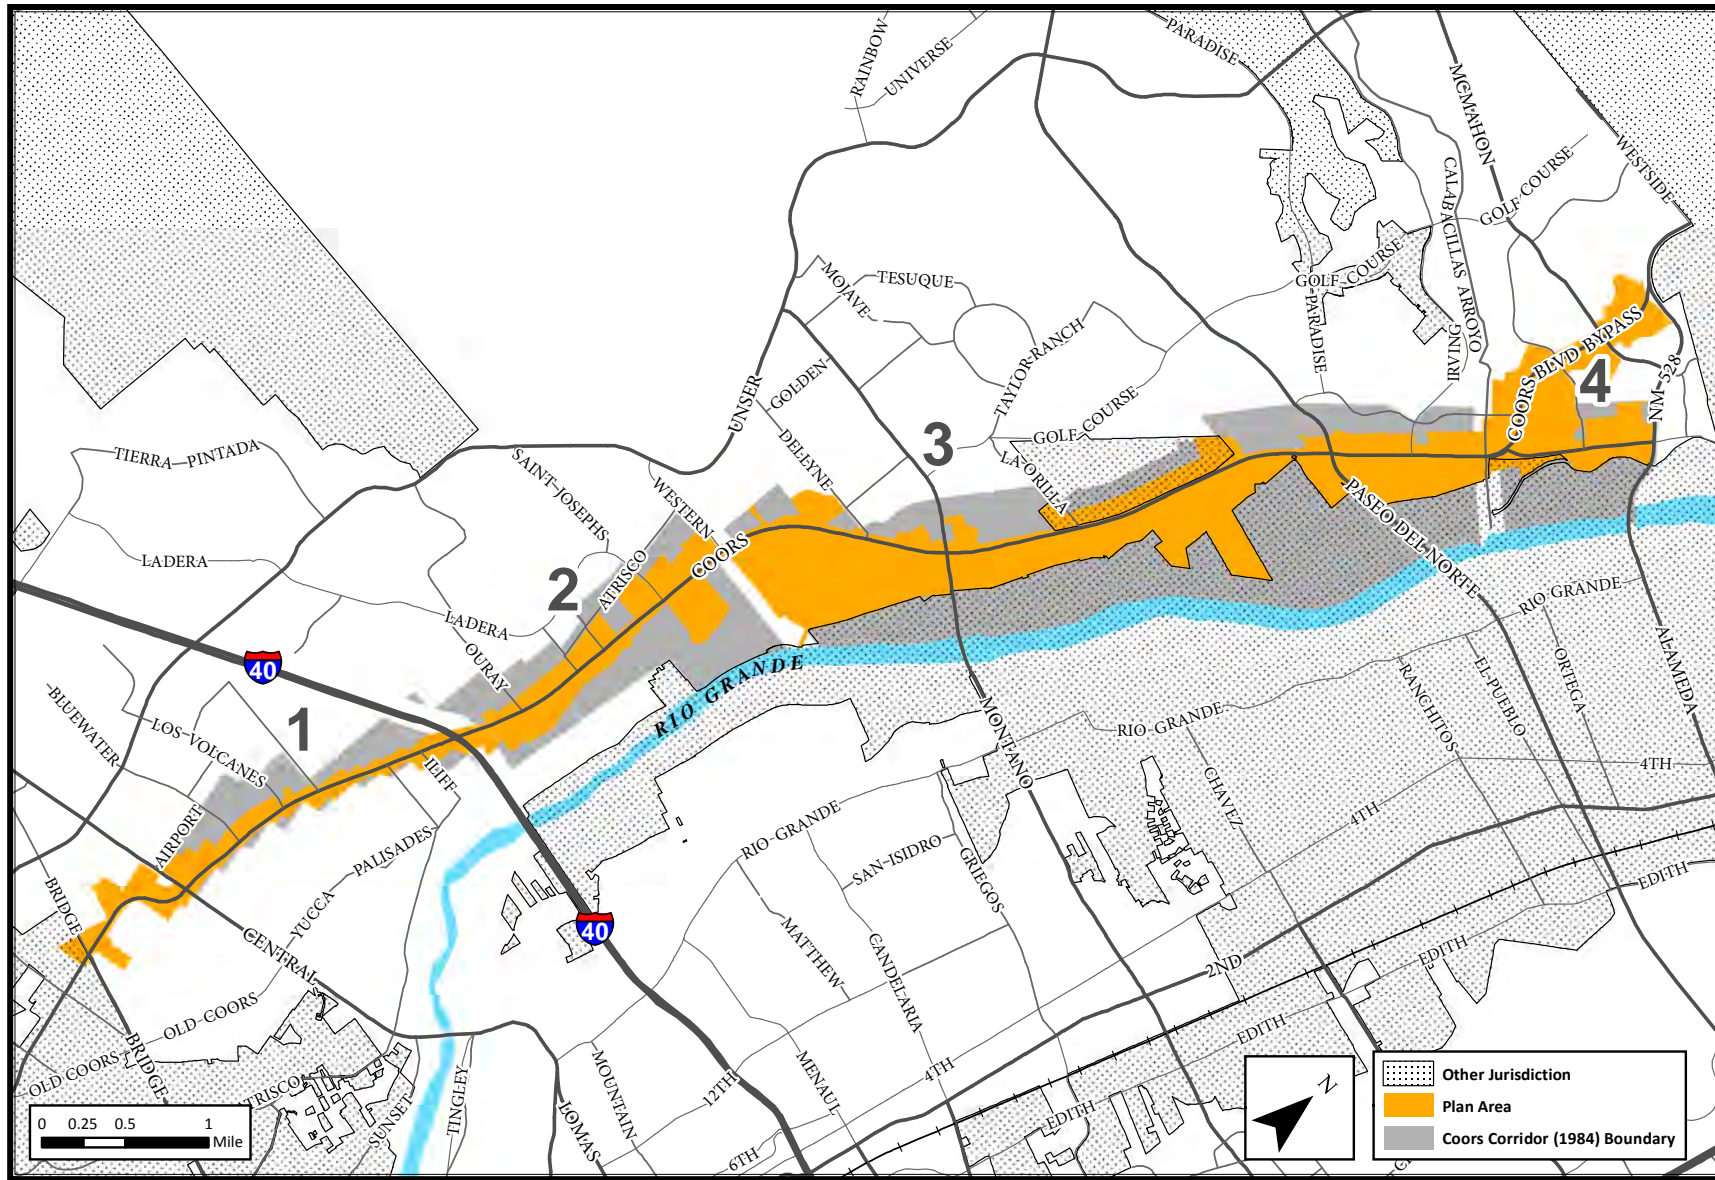 RAINBOW
UNIVERSE
PARADISE
MCMAHON
WESTSIDE
CALABACILLAS ARROYO
GOLF COURSE
GOLF COURSE
PARADISE
IRVING
COORS BLVD BYPASS
4
NM 528
MOJAVE
TESUQUE
TAYLOR RANCH
GOLDEN
UNSER
DELLYNE
3
GOLF COURSE
LA ORILLA
TIERRA PINTADA
SAINT JOSEPHS
WESTERN
COORS
LADERA
2
ATRISCO
LADERA
OURAY
PASEO DEL NORTE
RIO GRANDE
40
1
BLUEWATER
LOS VOLCANES
ILIFF
AIRPORT
PALISADES
YUCCA
RIO GRANDE
MONTANO
RIO GRANDE
RANCHITOS
EL PUEBLO
ORTEGA
ALAMEDA
4TH
CHAVEZ
4TH
RIO GRANDE
SAN ISIDRO
GRIEGOS
BRIDGE
CENTRAL
40
MATTHEW
CANDELARIA
2ND
EDITH
EDITH
EDITH
OLD COORS
OLD COORS
BRIDGE
TRISCO
SUNSET
TINGLEY
LOMAS
MOUNTAIN
12TH
MENAUL
4TH
6TH
EDITH
0 0.25 0.5 1
Mile
N
Other Jurisdiction
Plan Area
Coors Corridor (1984) Boundary